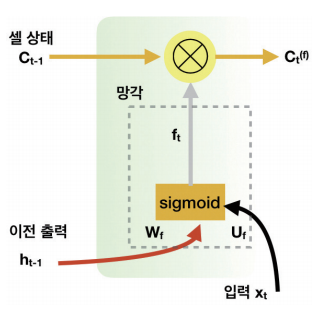 셀 상태
Ct-1
Ct(f)
망각
ft
sigmoid
이전 출력
Wf
Uf
ht-1
입력 xt